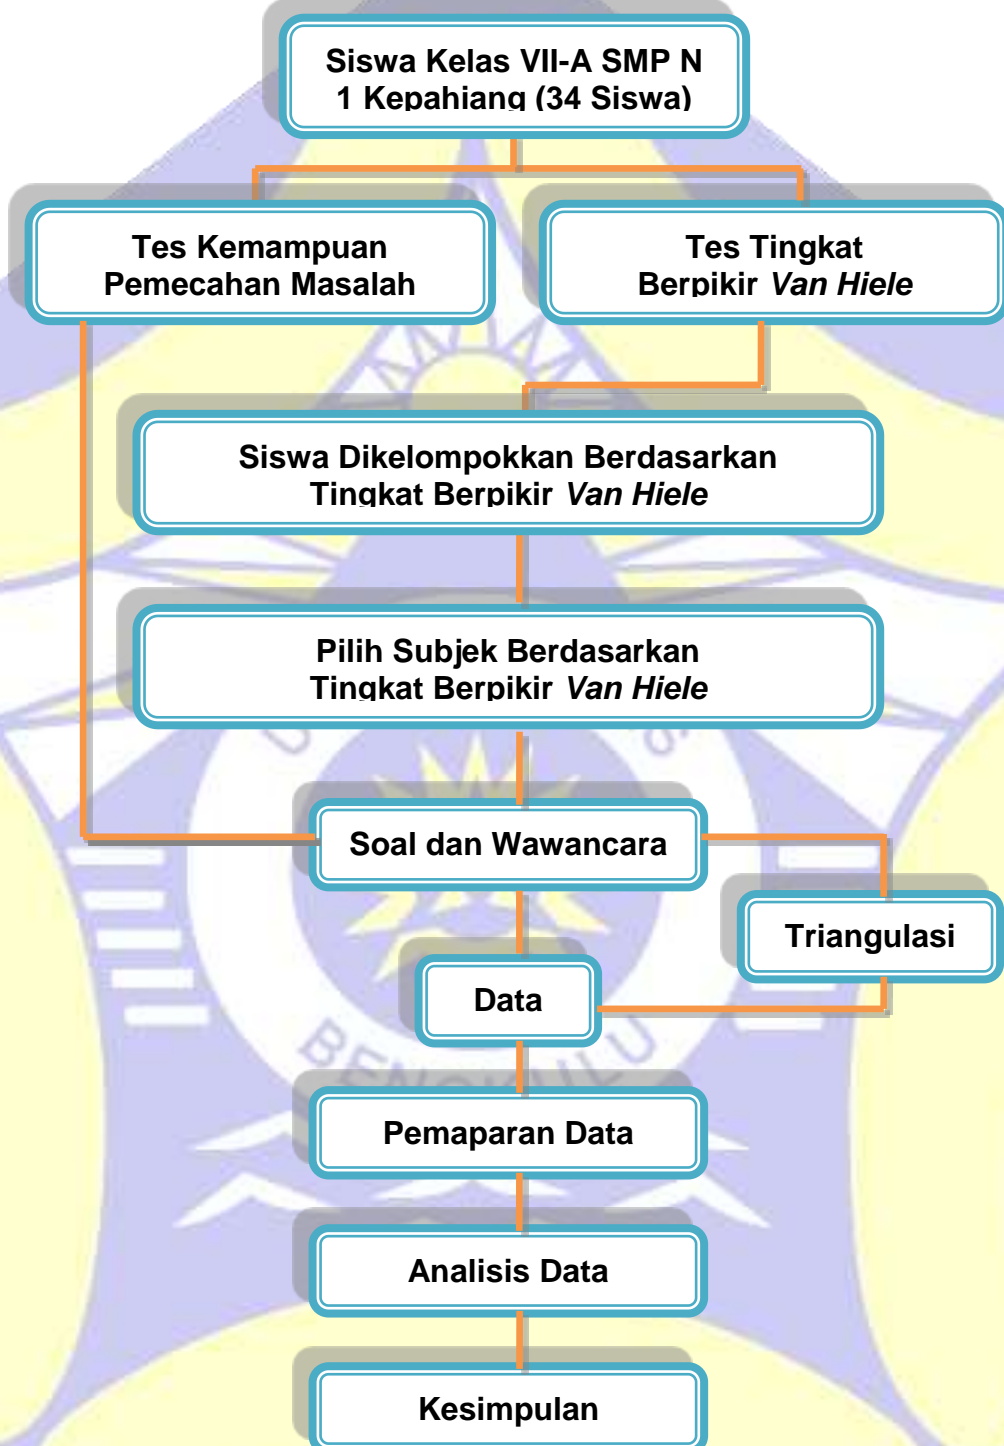 Siswa Kelas VII-A SMP N
1 Kepahiang (34 Siswa)
Tes Kemampuan
Pemecahan Masalah
Tes Tingkat
Berpikir Van Hiele
Siswa Dikelompokkan Berdasarkan
Tingkat Berpikir Van Hiele
Pilih Subjek Berdasarkan
Tingkat Berpikir Van Hiele
Soal dan Wawancara
Triangulasi
Data
BENGKULU
Pemaparan Data
Analisis Data
Kesimpulan